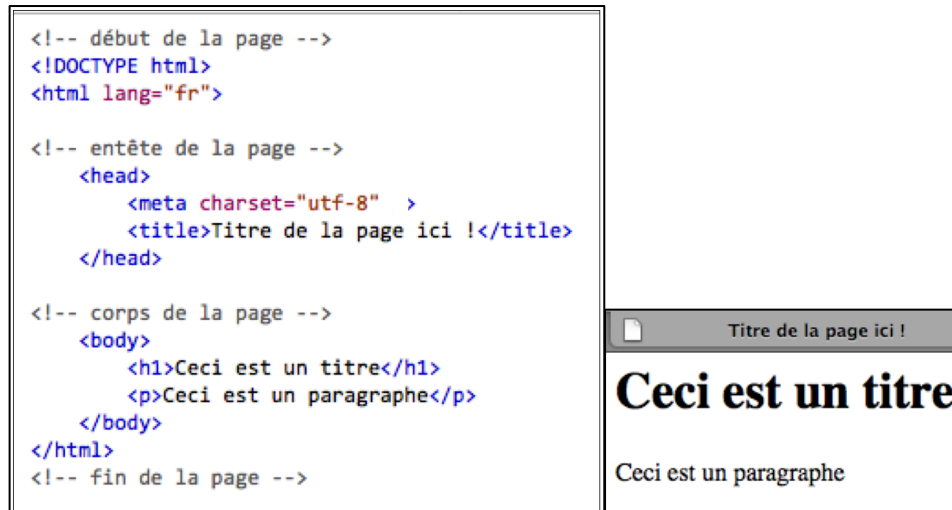 <!-- début de la page -->
<!DOCTYPE html>
<html lang="fr">
<!-- entête de la page -->
<head>
<meta charset="utf-8"  >
<title>Titre de la page ici !</title>
</head>
<!-- corps de la page -->
<body>
<h1>Ceci est un titre</h1>
<p>Ceci est un paragraphe</p>
</body>
</html>
<!-- fin de la page -->
Titre de la page ici !
Ceci est un titre
Ceci est un paragraphe